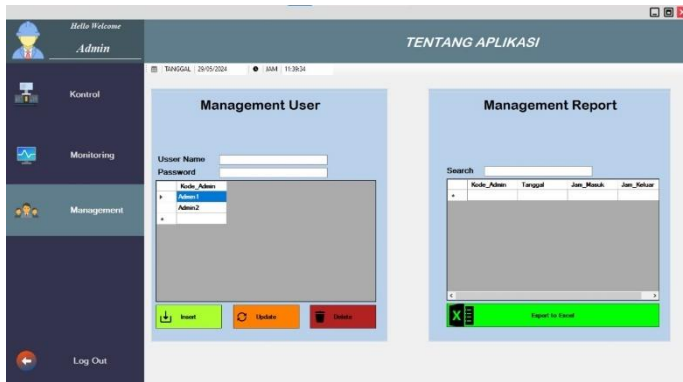 Hello Welcome
Admin
TENTANG APLIKASI
TANGGAL 29/05/2024 JAM 11:39:34
Kontrol
Monitoring
Management
Log Out
Management User
Usser Name
Password
Kode_Admin
Admin1
Admin2
Insert
Update
Delete
Management Report
Search
Kode_Admin Tanggal Jam_Masuk Jam_Keluar
Export to Excel